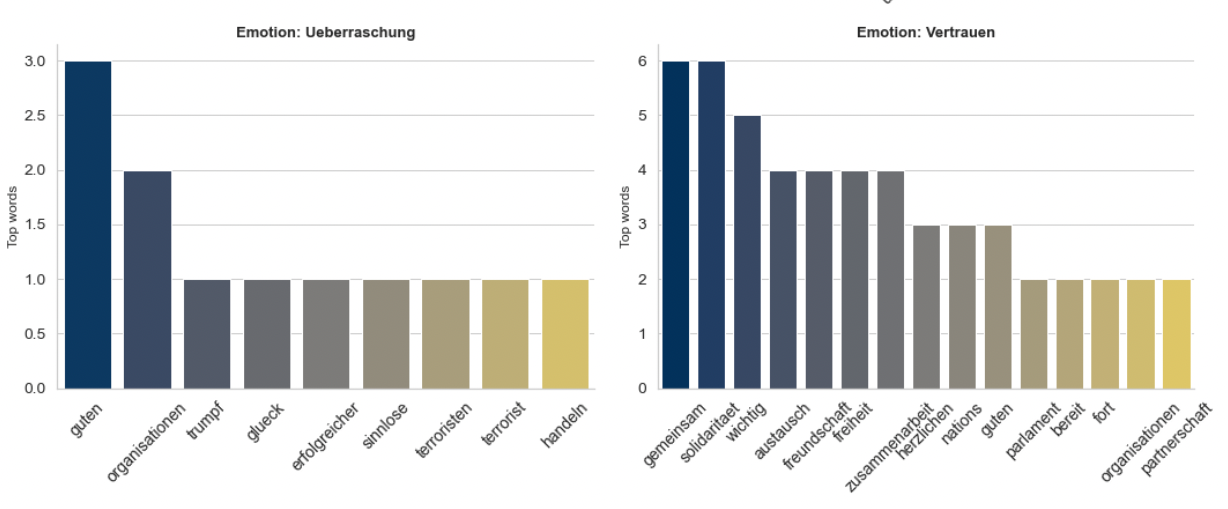 Emotion: Ueberraschung
Top words
3.0
2.5
2.0
1.5
1.0
0.5
0.0
guten
organisationen
trumpf
glueck
erfolgreicher
sinnlose
terroristen
terrorist
handeln
Emotion: Vertrauen
Top words
6
5
4
3
2
1
0
gemeinsam
solidaritaet
wichtig
austausch
freundschaft
freiheit
zusammenarbeit
herzlichen
nations
guten
parlament
bereit
fort
organisationen
partnerschaft